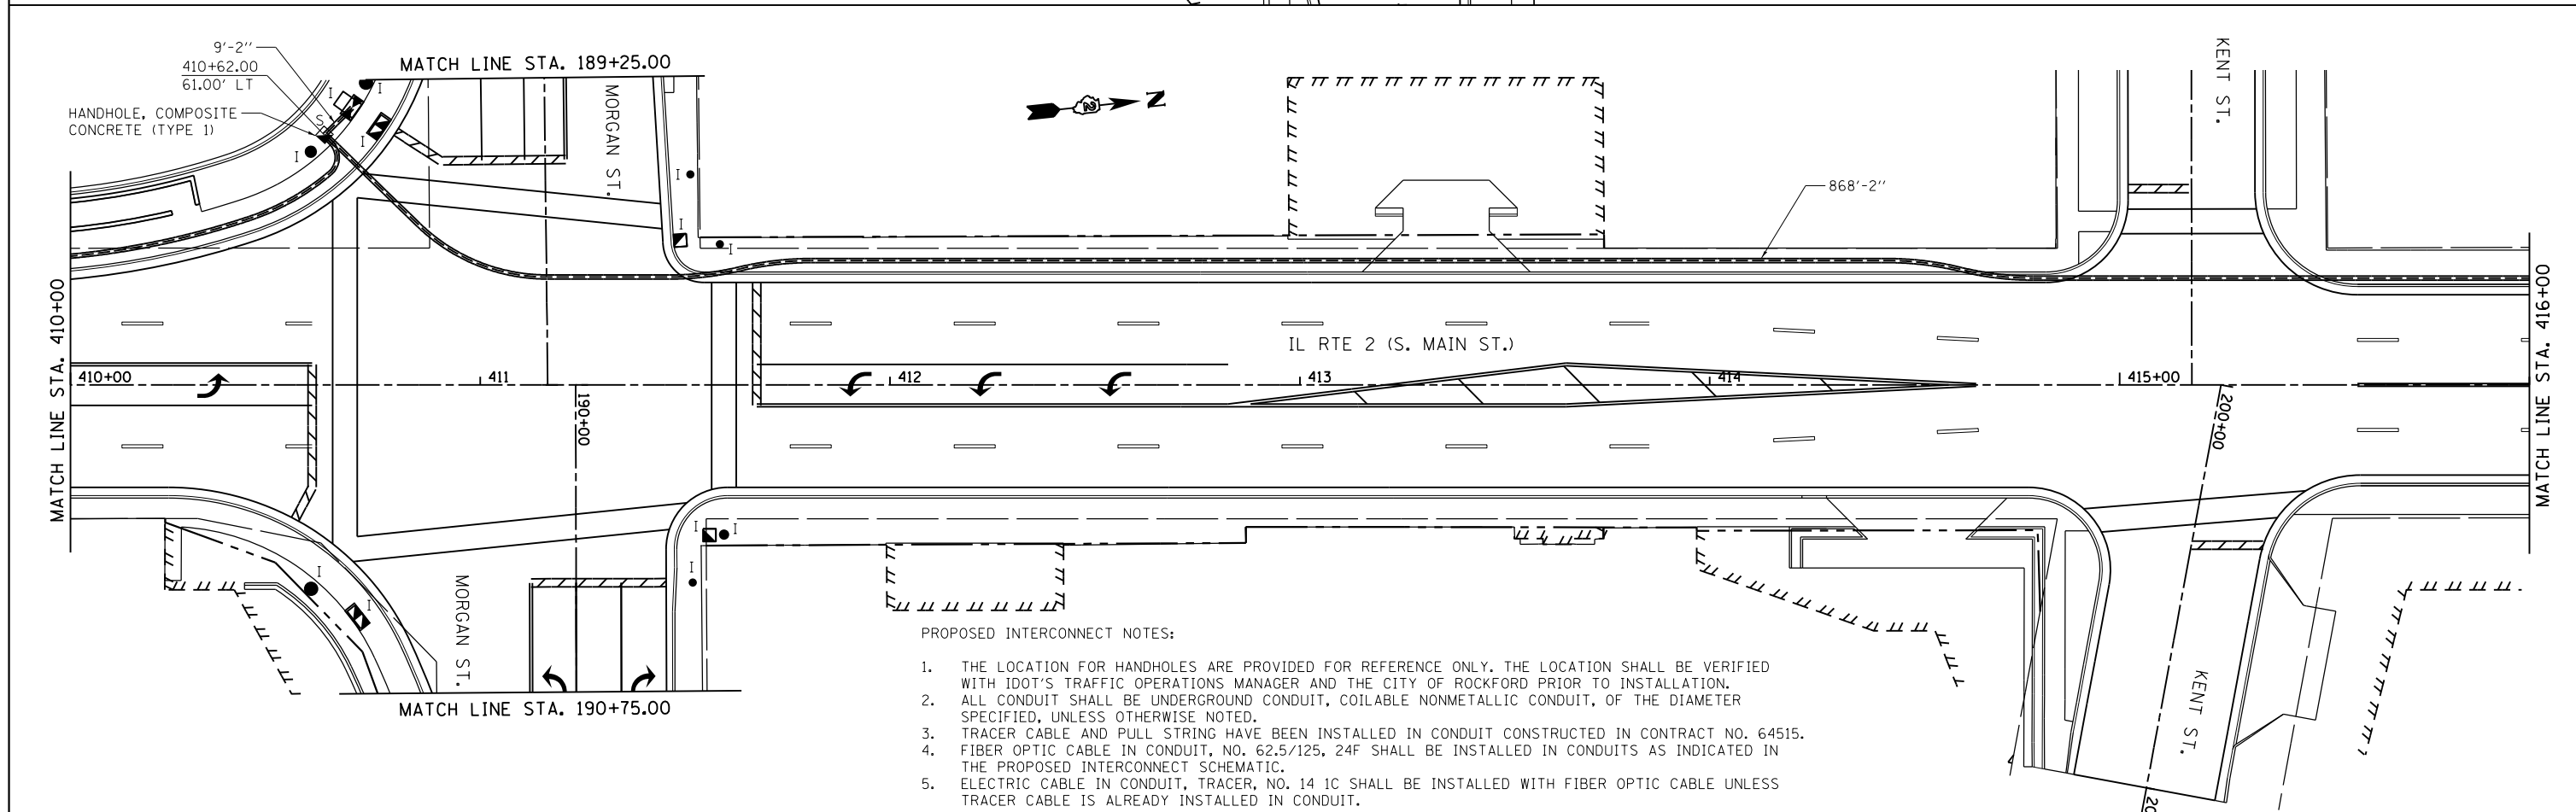 9'-2"
410+62.00
61.00' LT
HANDHOLE, COMPOSITE
CONCRETE (TYPE 1)
MATCH LINE STA. 189+25.00
MORGAN ST.
KENT ST.
S
I
I
I
I
I
I
I
2
N
868'-2"
MATCH LINE STA. 410+00
MATCH LINE STA. 416+00
IL RTE 2 (S. MAIN ST.)
410+00
411
412
413
414
415+00
190+00
200+00
I
I
I
I
I
MORGAN ST.
KENT ST.
MATCH LINE STA. 190+75.00
PROPOSED INTERCONNECT NOTES:
1. THE LOCATION FOR HANDHOLES ARE PROVIDED FOR REFERENCE ONLY. THE LOCATION SHALL BE VERIFIED
WITH IDOT'S TRAFFIC OPERATIONS MANAGER AND THE CITY OF ROCKFORD PRIOR TO INSTALLATION.
2. ALL CONDUIT SHALL BE UNDERGROUND CONDUIT, COILABLE NONMETALLIC CONDUIT, OF THE DIAMETER
SPECIFIED, UNLESS OTHERWISE NOTED.
3. TRACER CABLE AND PULL STRING HAVE BEEN INSTALLED IN CONDUIT CONSTRUCTED IN CONTRACT NO. 64515.
4. FIBER OPTIC CABLE IN CONDUIT, NO. 62.5/125, 24F SHALL BE INSTALLED IN CONDUITS AS INDICATED IN
THE PROPOSED INTERCONNECT SCHEMATIC.
5. ELECTRIC CABLE IN CONDUIT, TRACER, NO. 14 1C SHALL BE INSTALLED WITH FIBER OPTIC CABLE UNLESS
TRACER CABLE IS ALREADY INSTALLED IN CONDUIT.